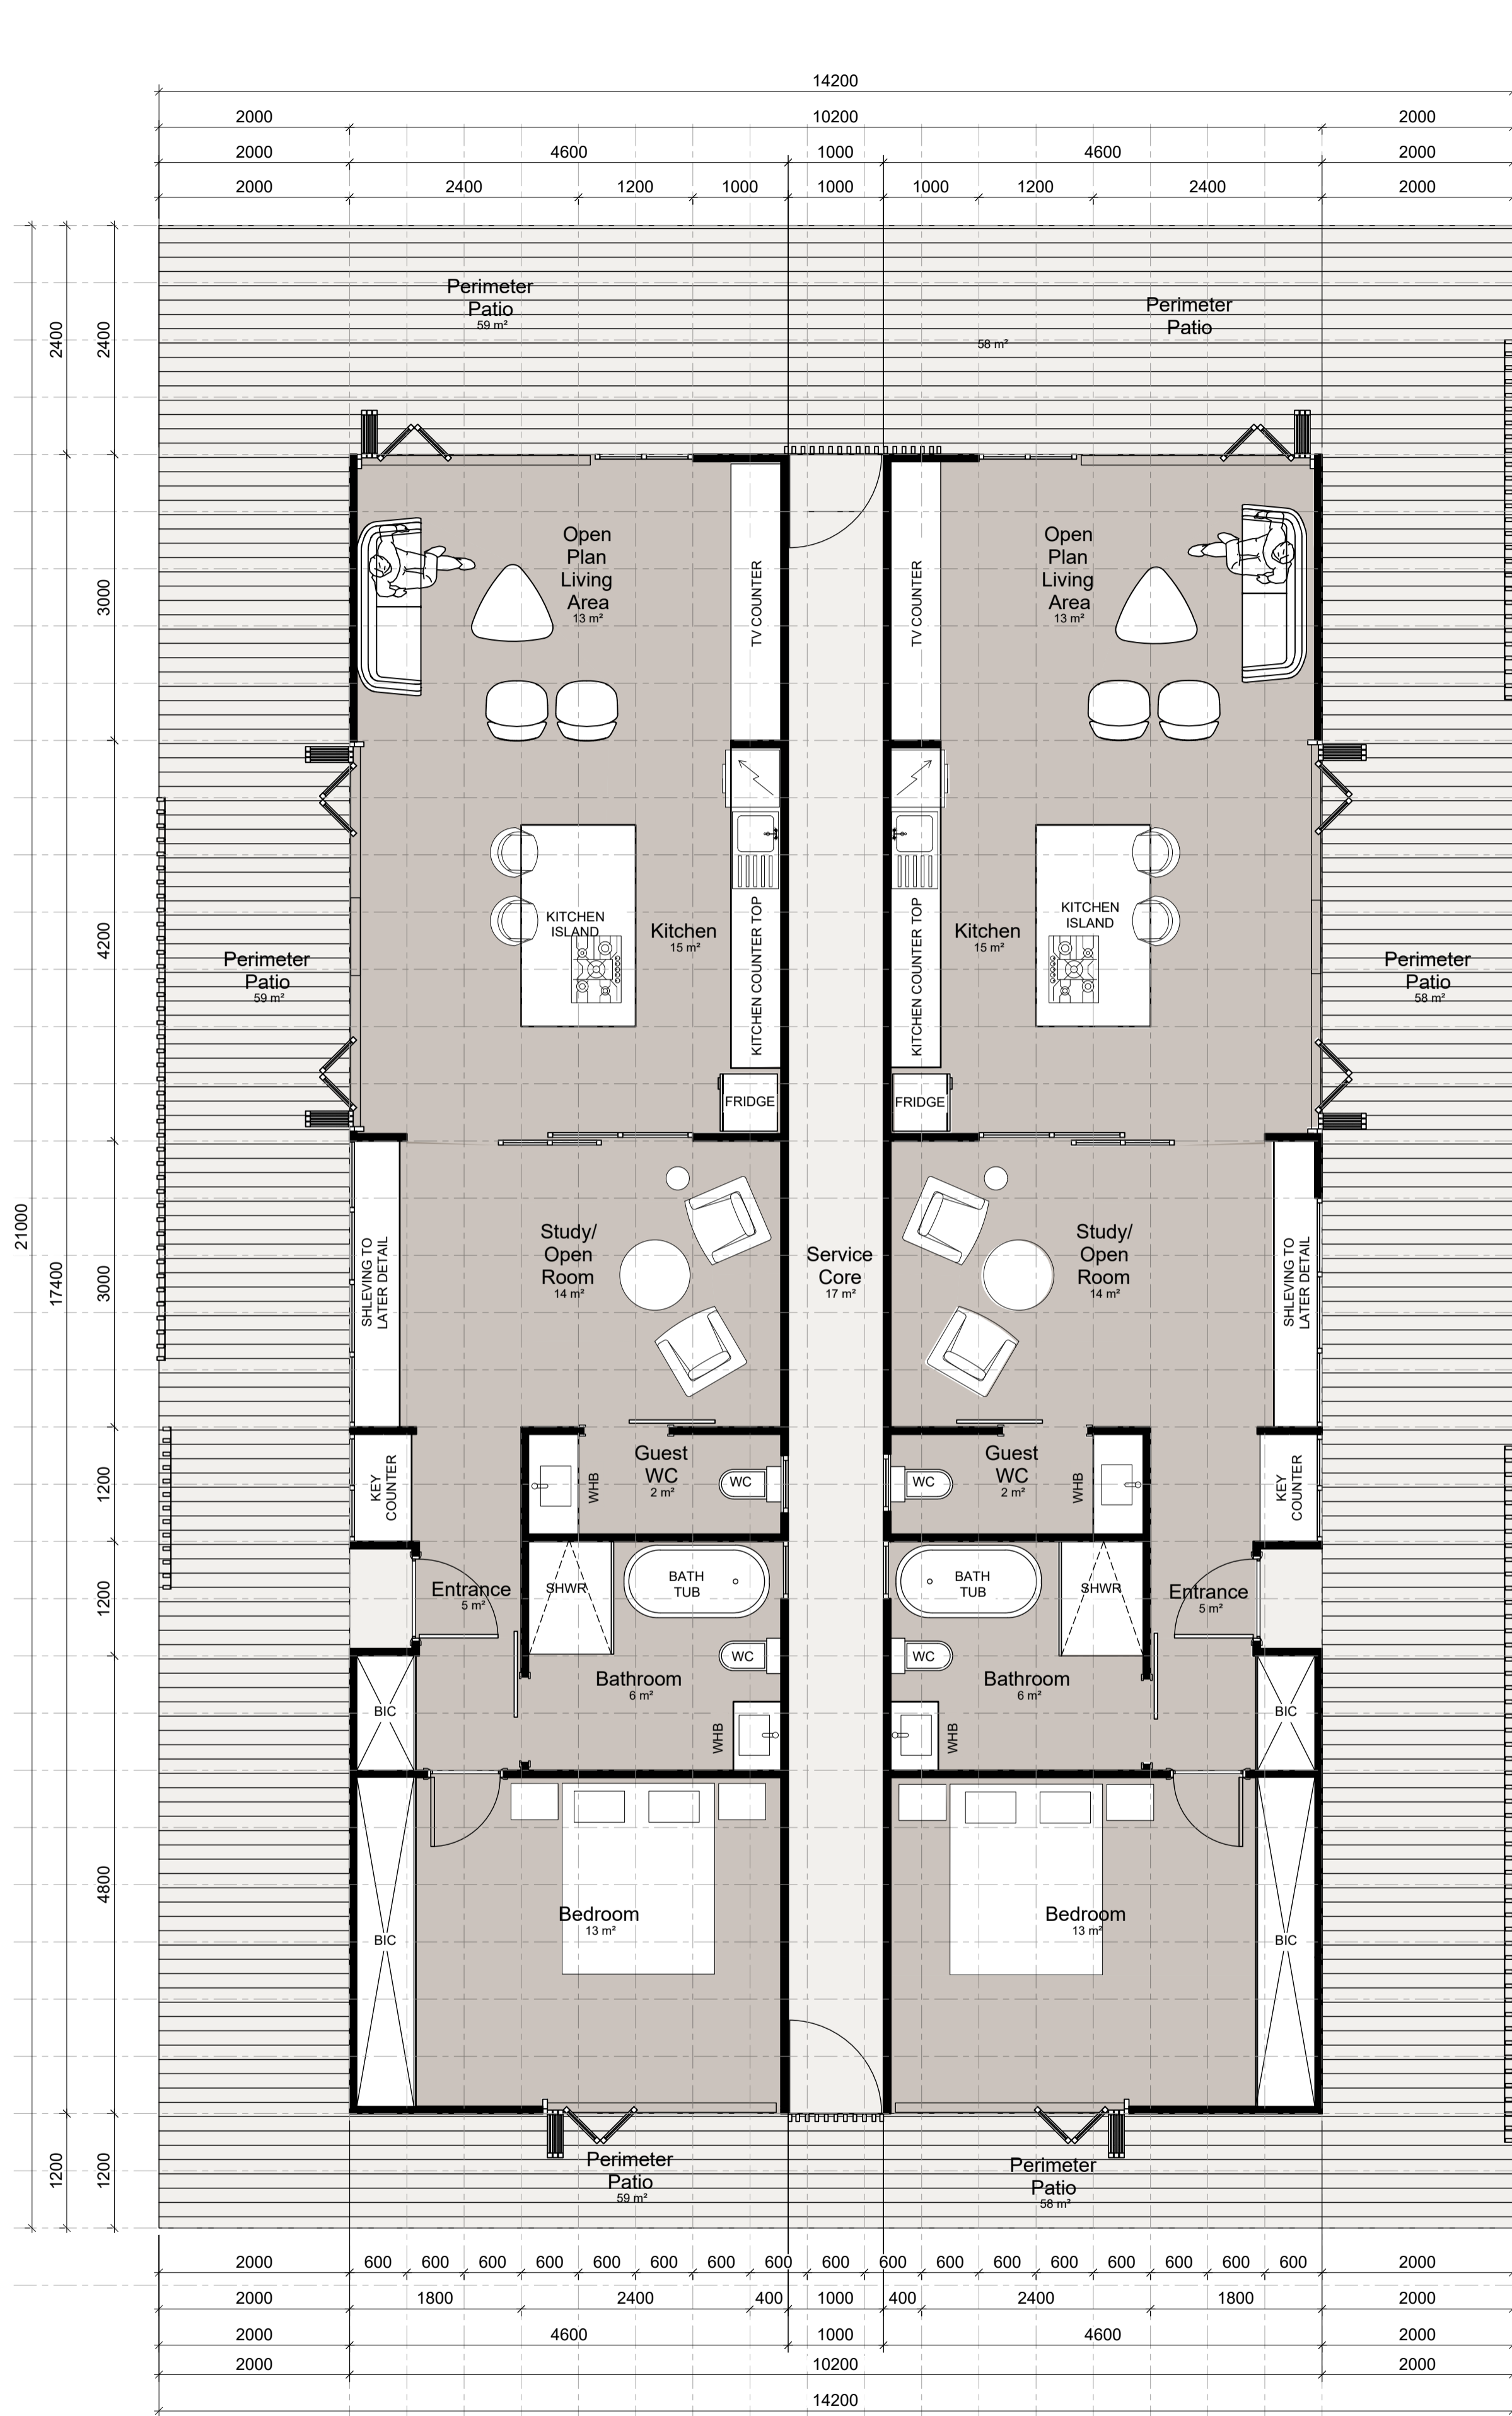 14200
2000 10200 2000
2000 4600 1000 4600 2000
2000 2400 1200 1000 1000 1000 1200 2400 2000
Perimeter
Patio
59 m²
Perimeter
Patio
58 m²
2400
2400
Open
Plan
Living
Area
13 m²
TV COUNTER
TV COUNTER
Open
Plan
Living
Area
13 m²
3000
KITCHEN
ISLAND
Kitchen
15 m²
KITCHEN COUNTER TOP
KITCHEN COUNTER TOP
Kitchen
15 m²
KITCHEN
ISLAND
4200
Perimeter
Patio
59 m²
Perimeter
Patio
58 m²
FRIDGE
FRIDGE
21000
17400
3000
SHLEVING TO
LATER DETAIL
Study/
Open
Room
14 m²
Service
Core
17 m²
Study/
Open
Room
14 m²
SHLEVING TO
LATER DETAIL
1200
KEY
COUNTER
WHB
Guest
WC
2 m²
WC
WC
Guest
WC
2 m²
WHB
KEY
COUNTER
1200
Entrance
5 m²
SHWR
BATH
TUB
BATH
TUB
SHWR
Entrance
5 m²
WC
WC
BIC
Bathroom
6 m²
WHB
WHB
Bathroom
6 m²
BIC
4800
BIC
Bedroom
13 m²
Bedroom
13 m²
BIC
1200
1200
Perimeter
Patio
59 m²
Perimeter
Patio
58 m²
2000 600 600 600 600 600 600 600 600 600 600 600 600 600 600 600 600 600 2000
2000 1800 2400 400 1000 400 2400 1800 2000
2000 4600 1000 4600 2000
2000 10200 2000
14200